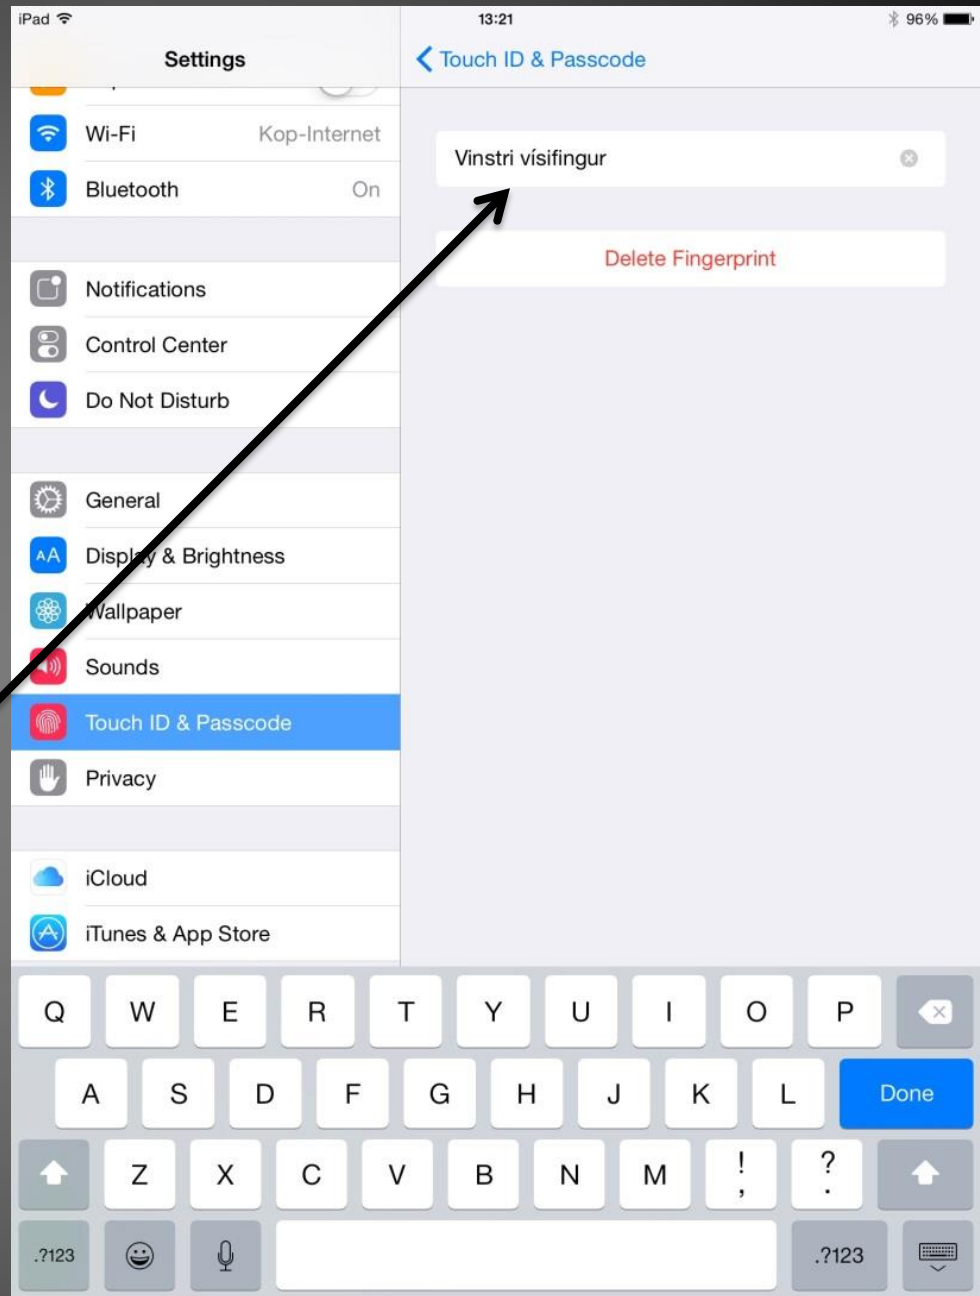 iPad 13:21 96%
Settings
Touch ID & Passcode
Wi-Fi Kop-Internet
Bluetooth On
Vinstri vísifingur
Delete Fingerprint
Notifications
Control Center
Do Not Disturb
General
AA Display & Brightness
Wallpaper
Sounds
Touch ID & Passcode
Privacy
iCloud
iTunes & App Store
Q W E R T Y U I O P
A S D F G H J K L Done
Z X C V B N M ! , ? .
.?123 .?123